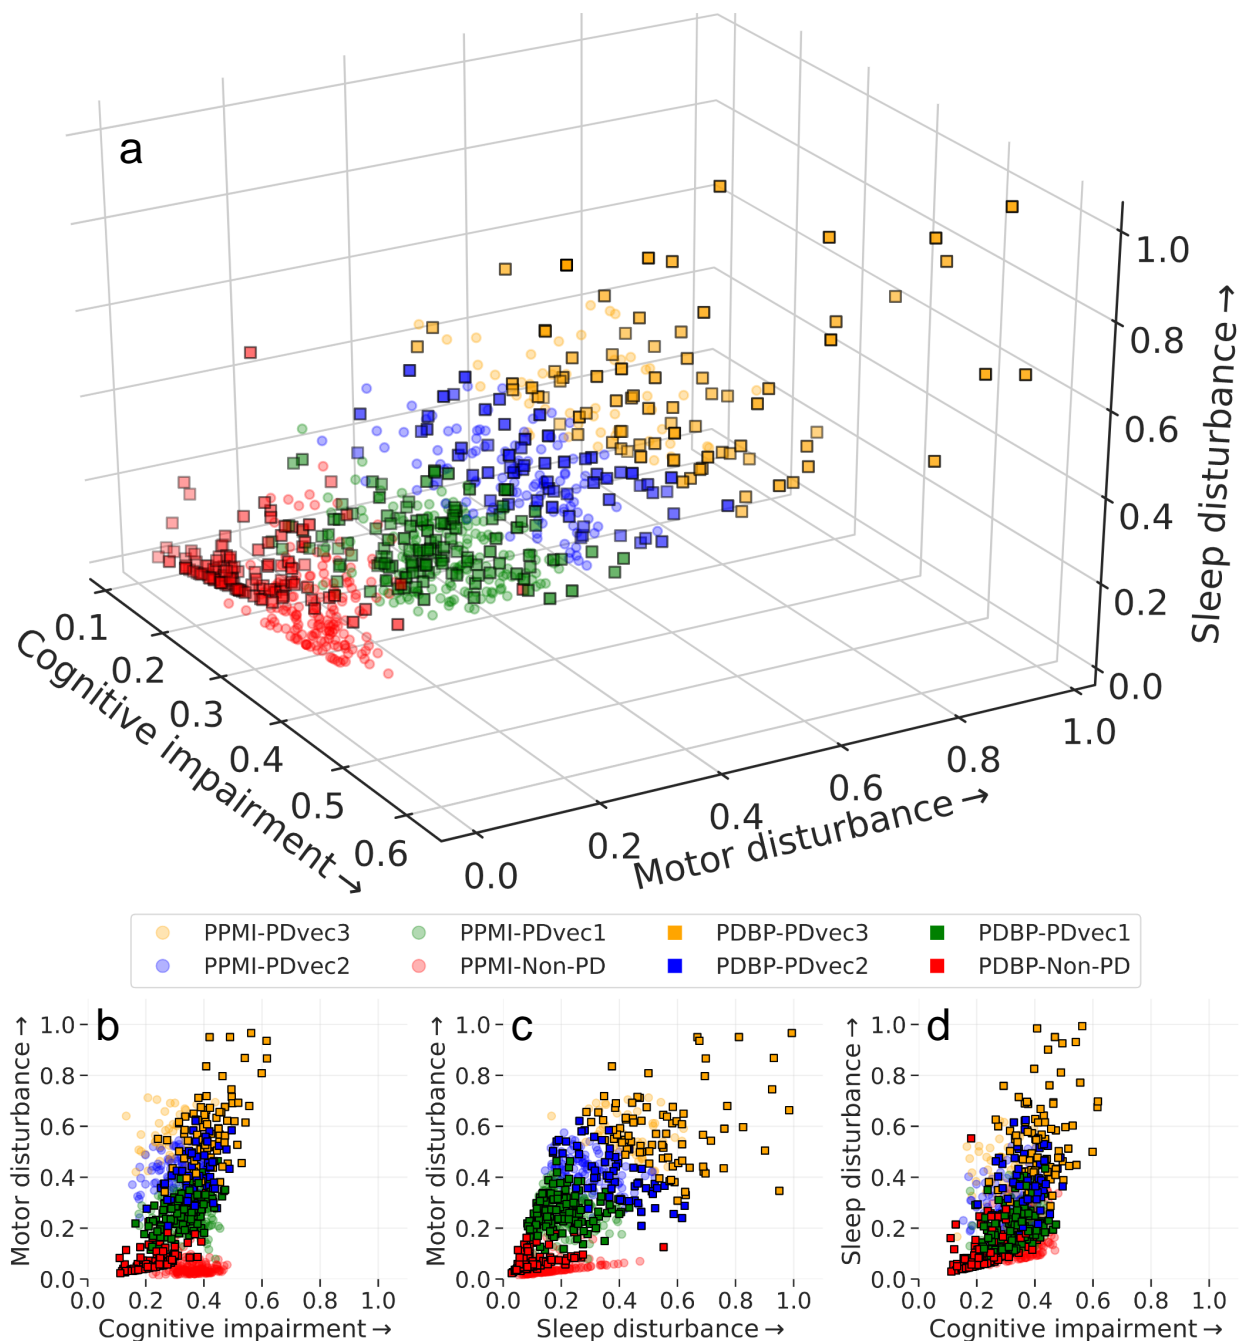 a
1.0
0.8
0.6
0.4
0.2
0.0
Sleep disturbance →
0.1
0.2
0.3
0.4
0.5
0.6
Cognitive impairment →
0.0
0.2
0.4
0.6
0.8
1.0
Motor disturbance →
PPMI-PDvec3 PPMI-PDvec1 PDBP-PDvec3 PDBP-PDvec1
PPMI-PDvec2 PPMI-Non-PD PDBP-PDvec2 PDBP-Non-PD
b
Motor disturbance →
1.0
0.8
0.6
0.4
0.2
0.0
0.0 0.2 0.4 0.6 0.8 1.0
Cognitive impairment →
c
Motor disturbance →
1.0
0.8
0.6
0.4
0.2
0.0
0.0 0.2 0.4 0.6 0.8 1.0
Sleep disturbance →
d
Sleep disturbance →
1.0
0.8
0.6
0.4
0.2
0.0
0.0 0.2 0.4 0.6 0.8 1.0
Cognitive impairment →